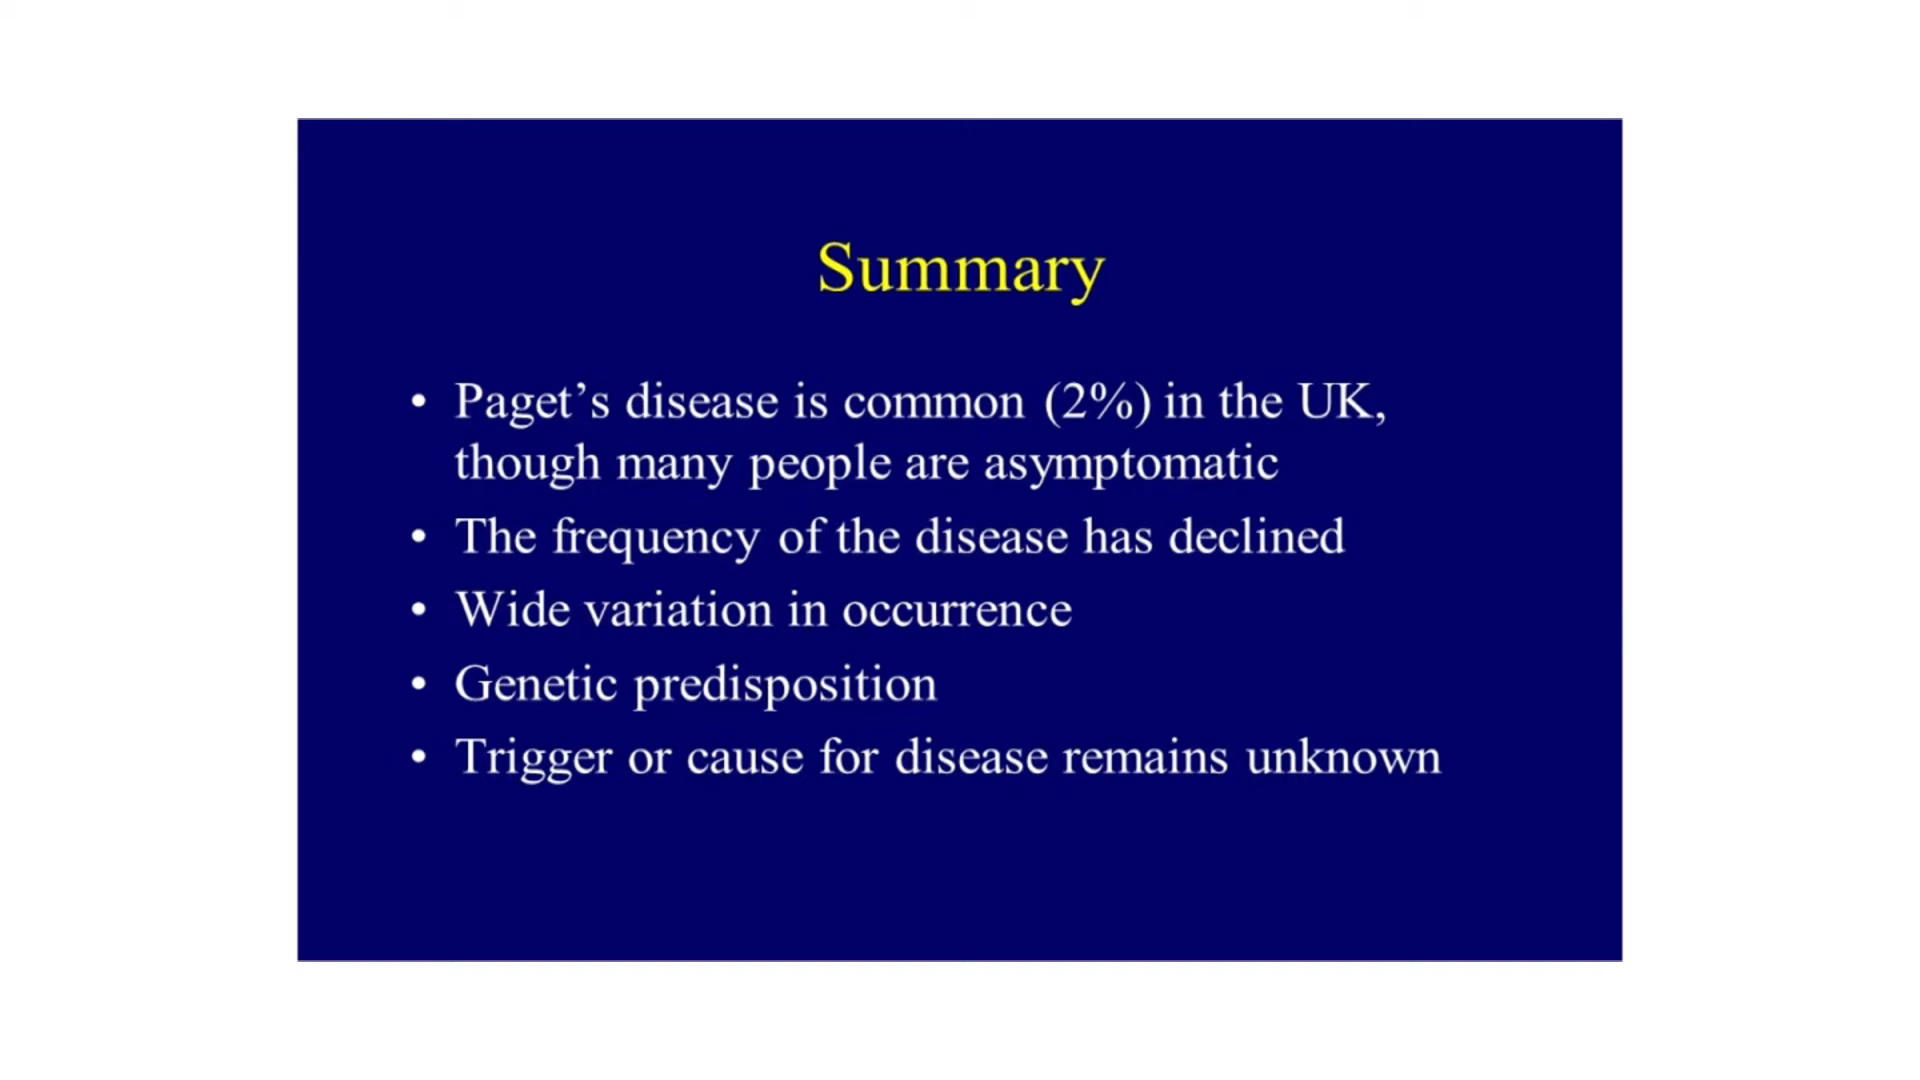 Summary
• Paget’s disease is common (2%) in the UK,
though many people are asymptomatic
• The frequency of the disease has declined
• Wide variation in occurrence
• Genetic predisposition
• Trigger or cause for disease remains unknown